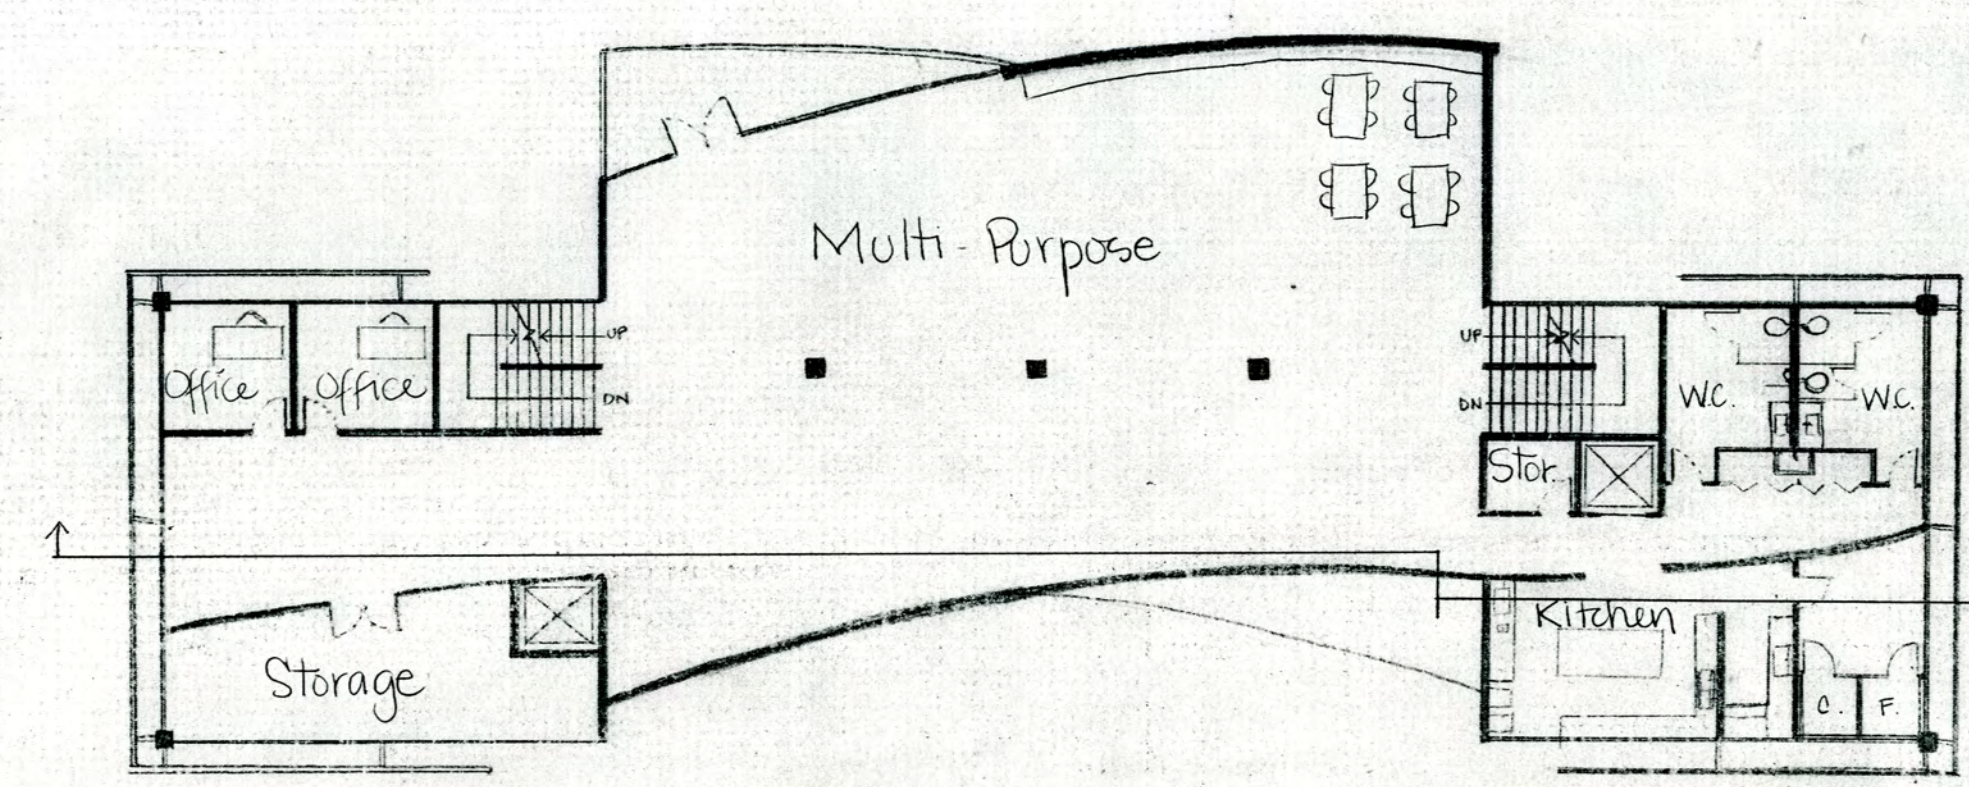 Multi-Purpose
UP
UP
Office
Office
DN
DN
W.C.
W.C.
Stor.
Kitchen
Storage
C.
F.